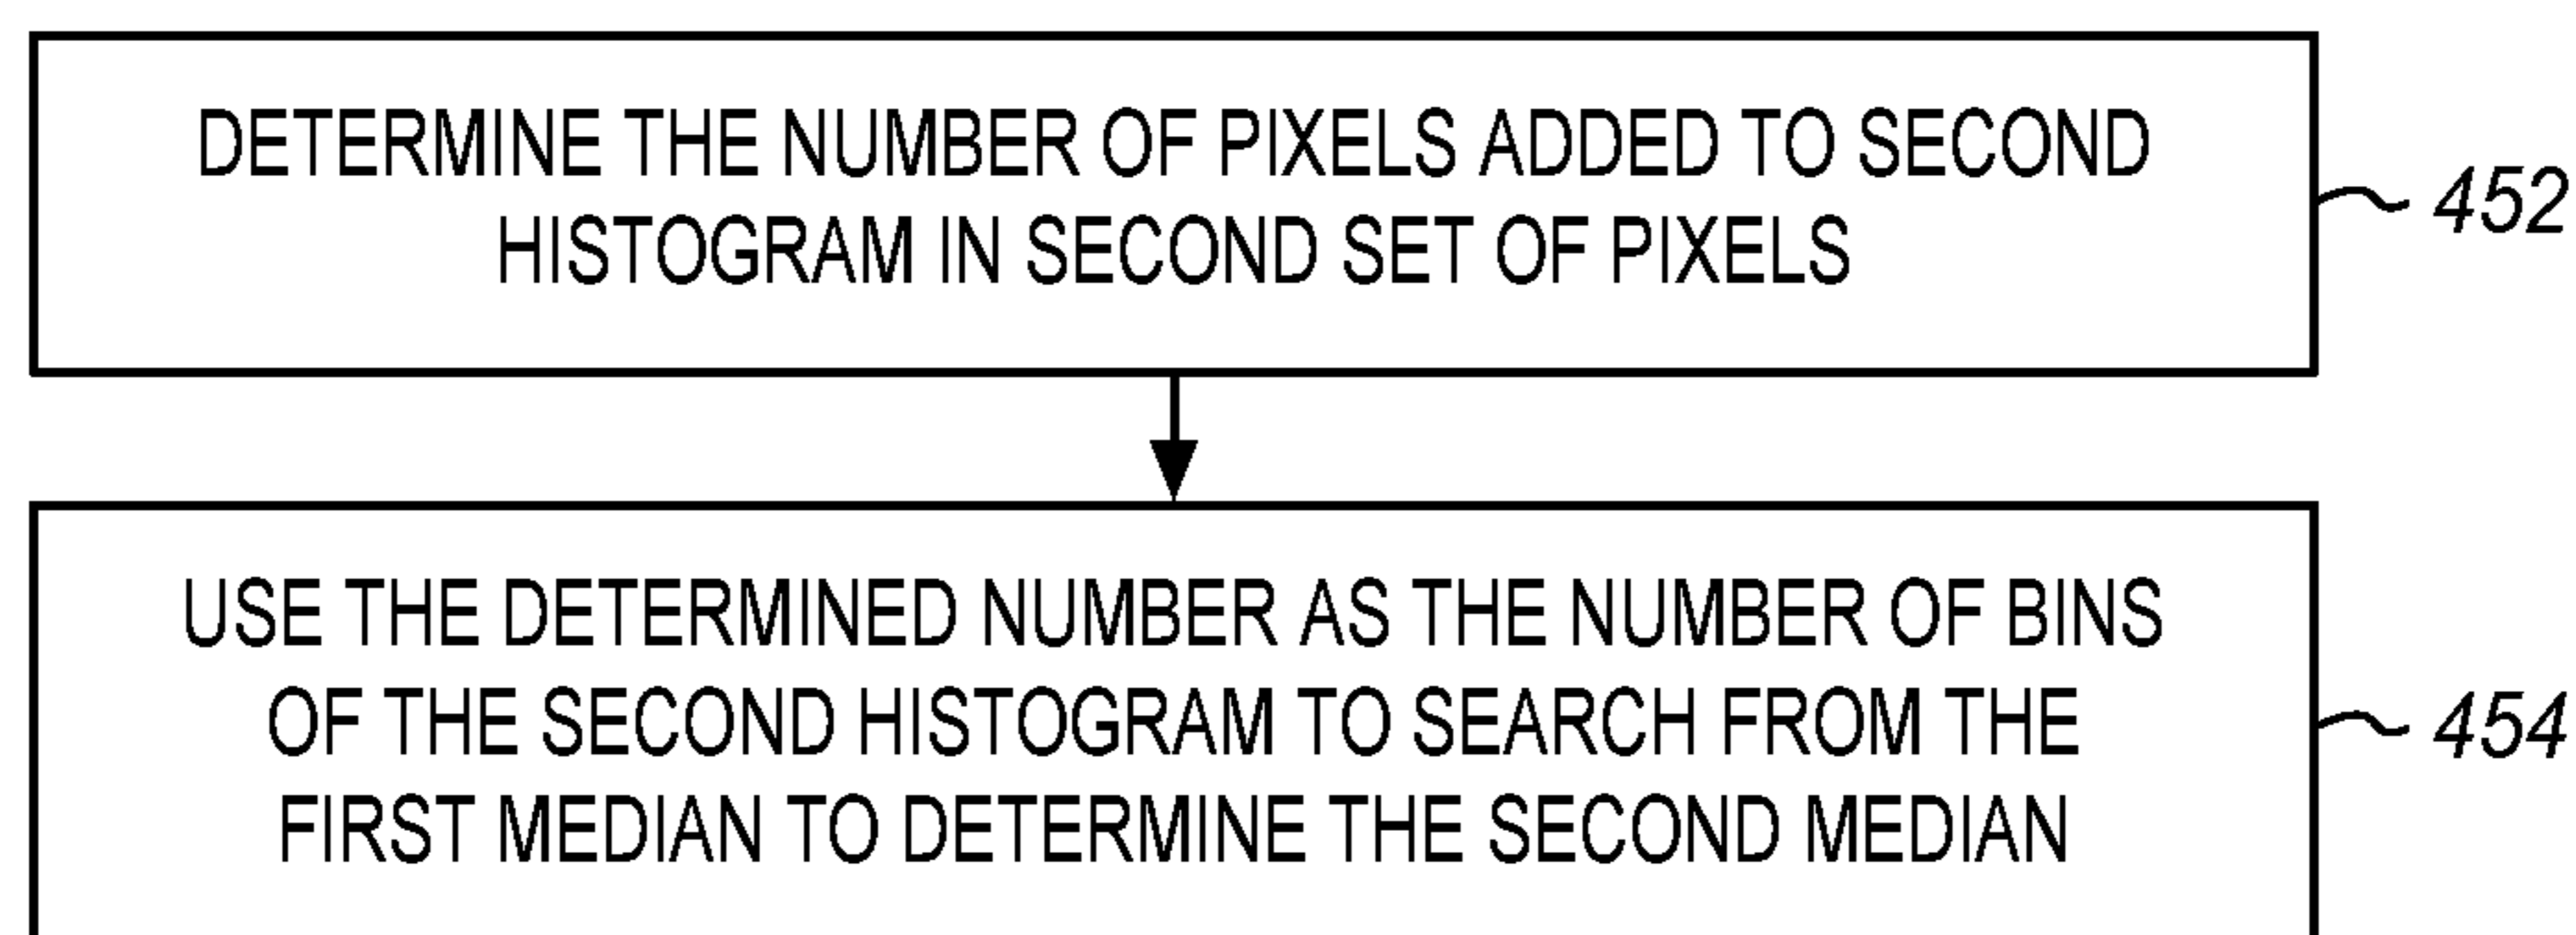 DETERMINE THE NUMBER OF PIXELS ADDED TO SECOND
HISTOGRAM IN SECOND SET OF PIXELS
452
USE THE DETERMINED NUMBER AS THE NUMBER OF BINS
OF THE SECOND HISTOGRAM TO SEARCH FROM THE
FIRST MEDIAN TO DETERMINE THE SECOND MEDIAN
454